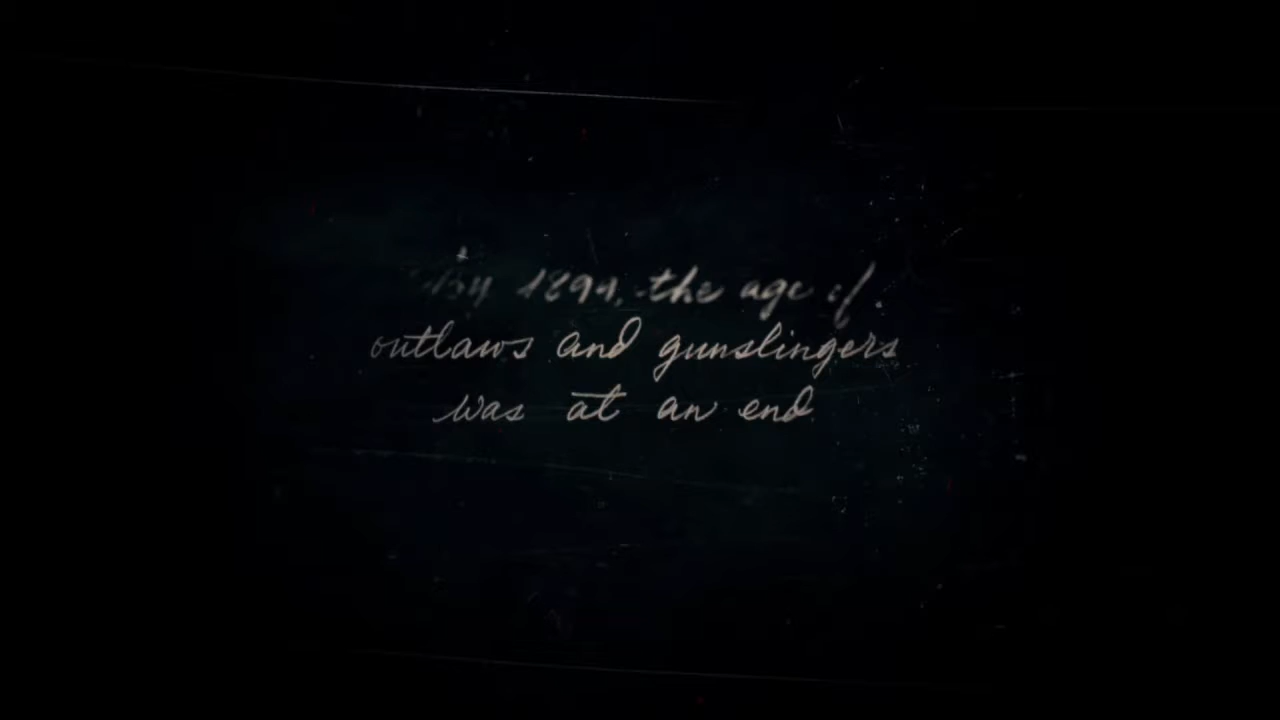 By 1899, the age of
outlaws and gunslingers
was at an end